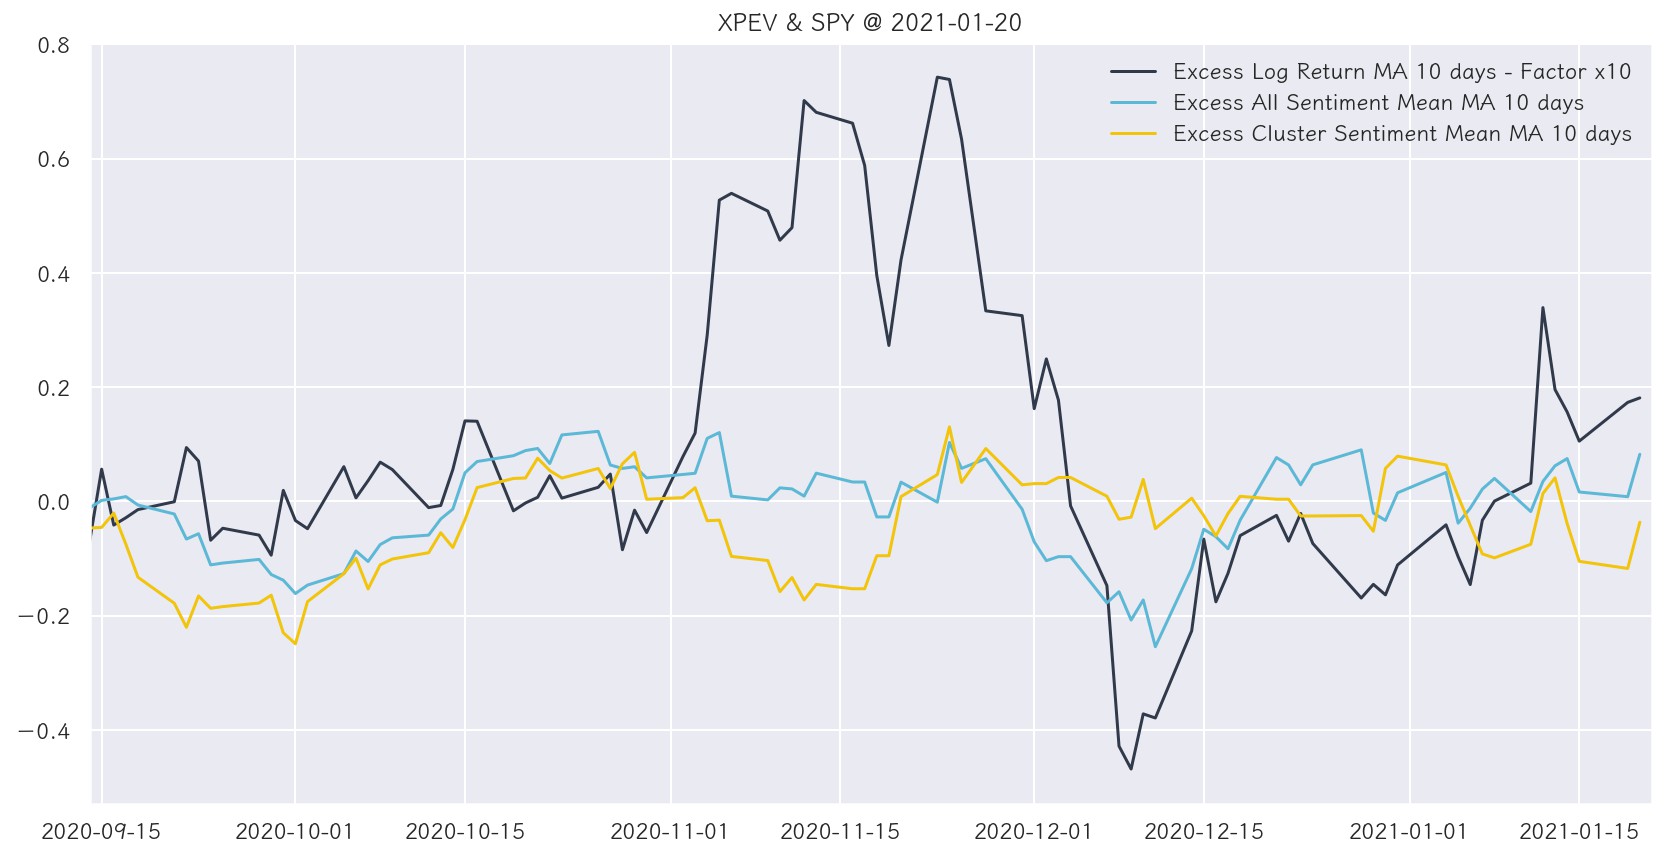 XPEV & SPY @ 2021-01-20
Excess Log Return MA 10 days - Factor x10
Excess All Sentiment Mean MA 10 days
Excess Cluster Sentiment Mean MA 10 days
0.8
0.6
0.4
0.2
0.0
−0.2
−0.4
2020-09-15 2020-10-01 2020-10-15 2020-11-01 2020-11-15 2020-12-01 2020-12-15 2021-01-01 2021-01-15